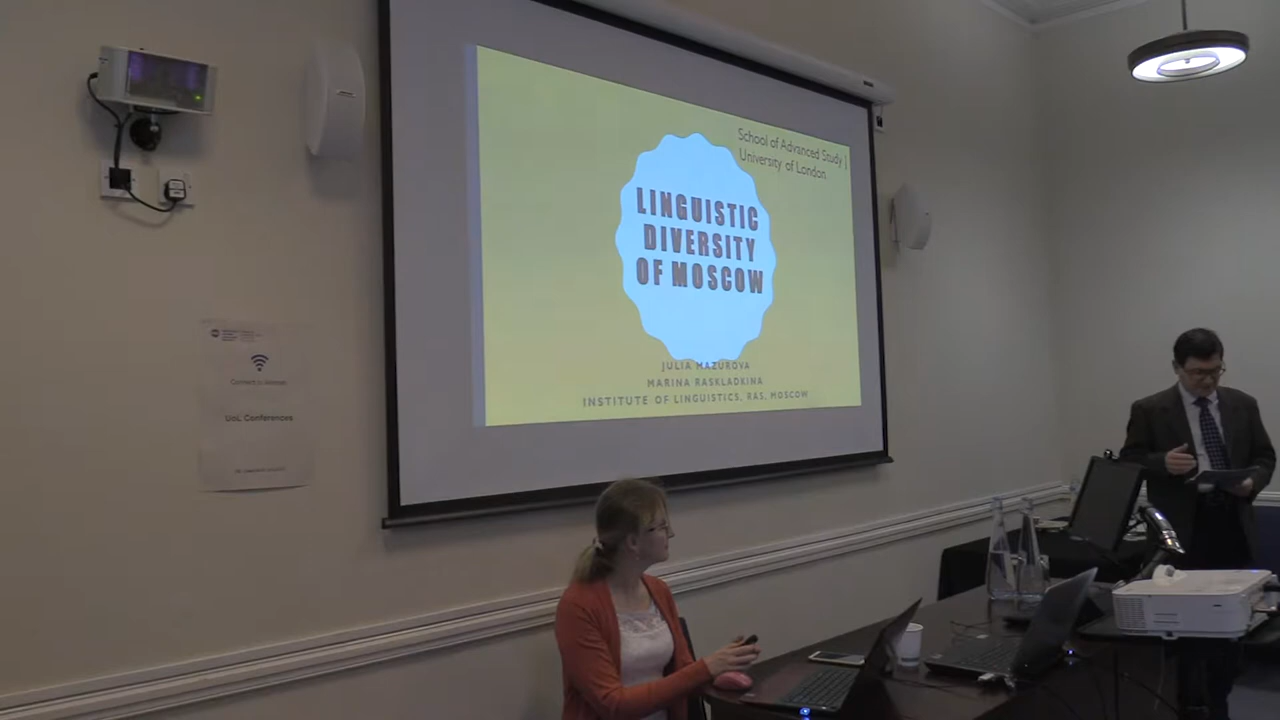 School of Advanced Study |
University of London
LINGUISTIC
DIVERSITY
OF MOSCOW
JULIA MAZUROVA
MARINA RASKLADKINA
INSTITUTE OF LINGUISTICS, RAS, MOSCOW
UoL Conferences